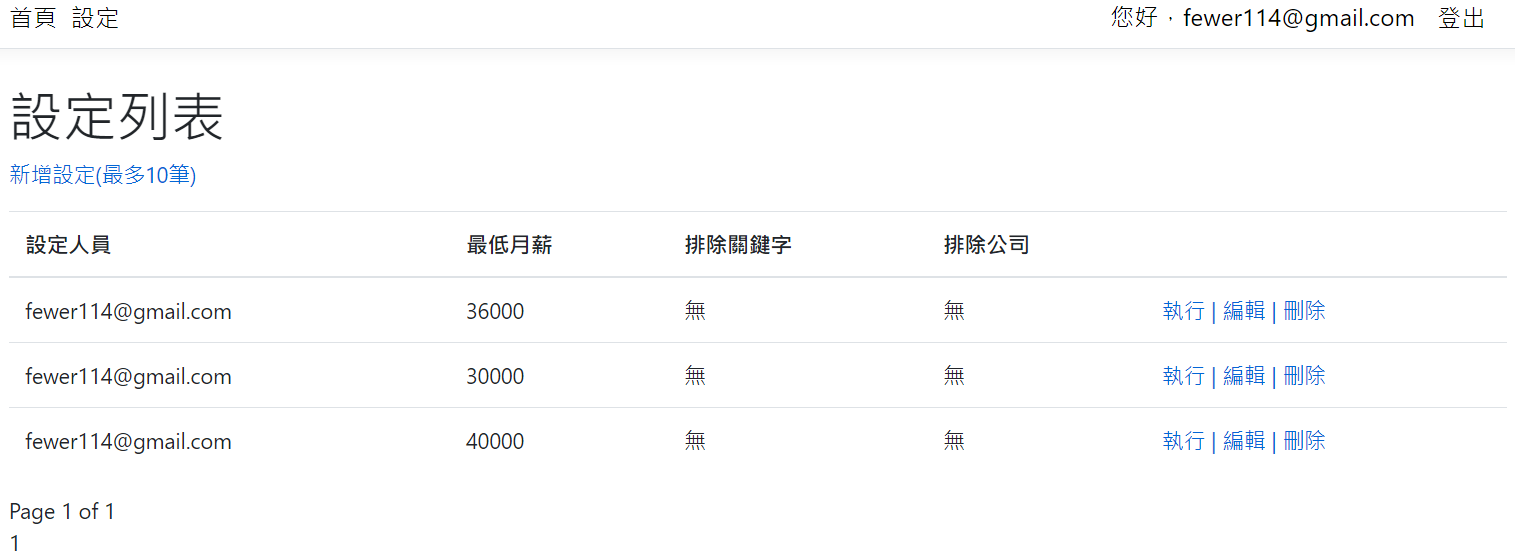 首頁 設定 您好，fewer114@gmail.com 登出
設定列表
新增設定(最多10筆)
設定人員 最低月薪 排除關鍵字 排除公司
fewer114@gmail.com 36000 無 無 執行 | 編輯 | 刪除
fewer114@gmail.com 30000 無 無 執行 | 編輯 | 刪除
fewer114@gmail.com 40000 無 無 執行 | 編輯 | 刪除
Page 1 of 1
1